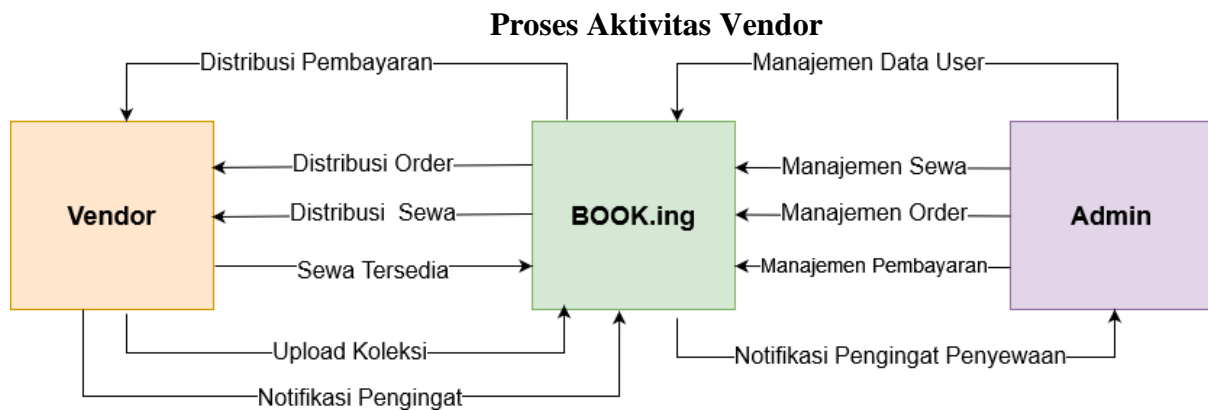 Proses Aktivitas Vendor
Distribusi Pembayaran
Manajemen Data User
Distribusi Order
Manajemen Sewa
Vendor
Distribusi Sewa
BOOK.ing
Manajemen Order
Admin
Sewa Tersedia
Manajemen Pembayaran
Upload Koleksi
Notifikasi Pengingat Penyewaan
Notifikasi Pengingat